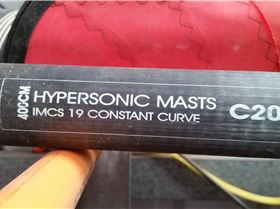 400CM
HYPERSONIC MASTS
IMCS 19 CONSTANT CURVE
C20